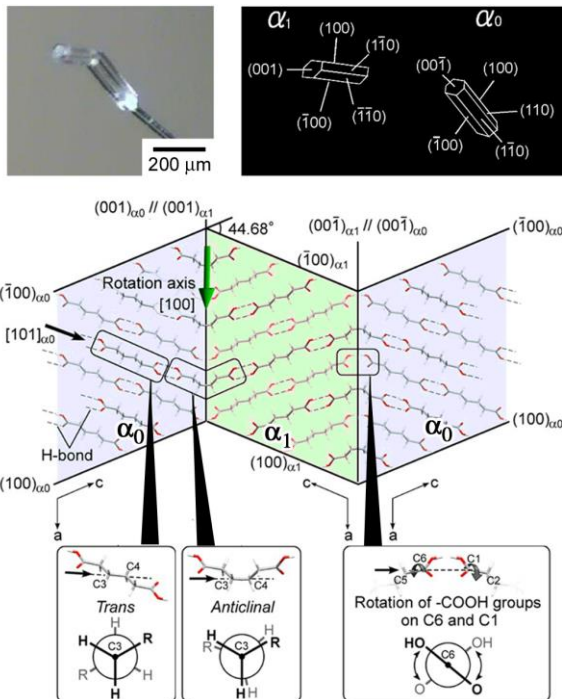 200 μm
α₁
α₀
(100)
(11̄0)
(001)
(1̄00)
(1̄1̄0)
(001̄)
(100)
(110)
(1̄00)
(11̄0)
(001)α0 // (001)α1
44.68°
(001̄)α1 // (001̄)α0
(1̄00)α0
(1̄00)α1
Rotation axis
[100]
(1̄00)α0
[101]α0
H-bond
α₀
α₁
α₀
(100)α0
(100)α1
(100)α0
c
a
c
c
a
a
C4
C3
Trans
H
H
C3
R
R
H
H
H
C3
C4
Anticlinal
H
H
C3
R
R
H
H
H
C6
C1
C5
C2
Rotation of -COOH groups
on C6 and C1
HO
OH
C6
O
O